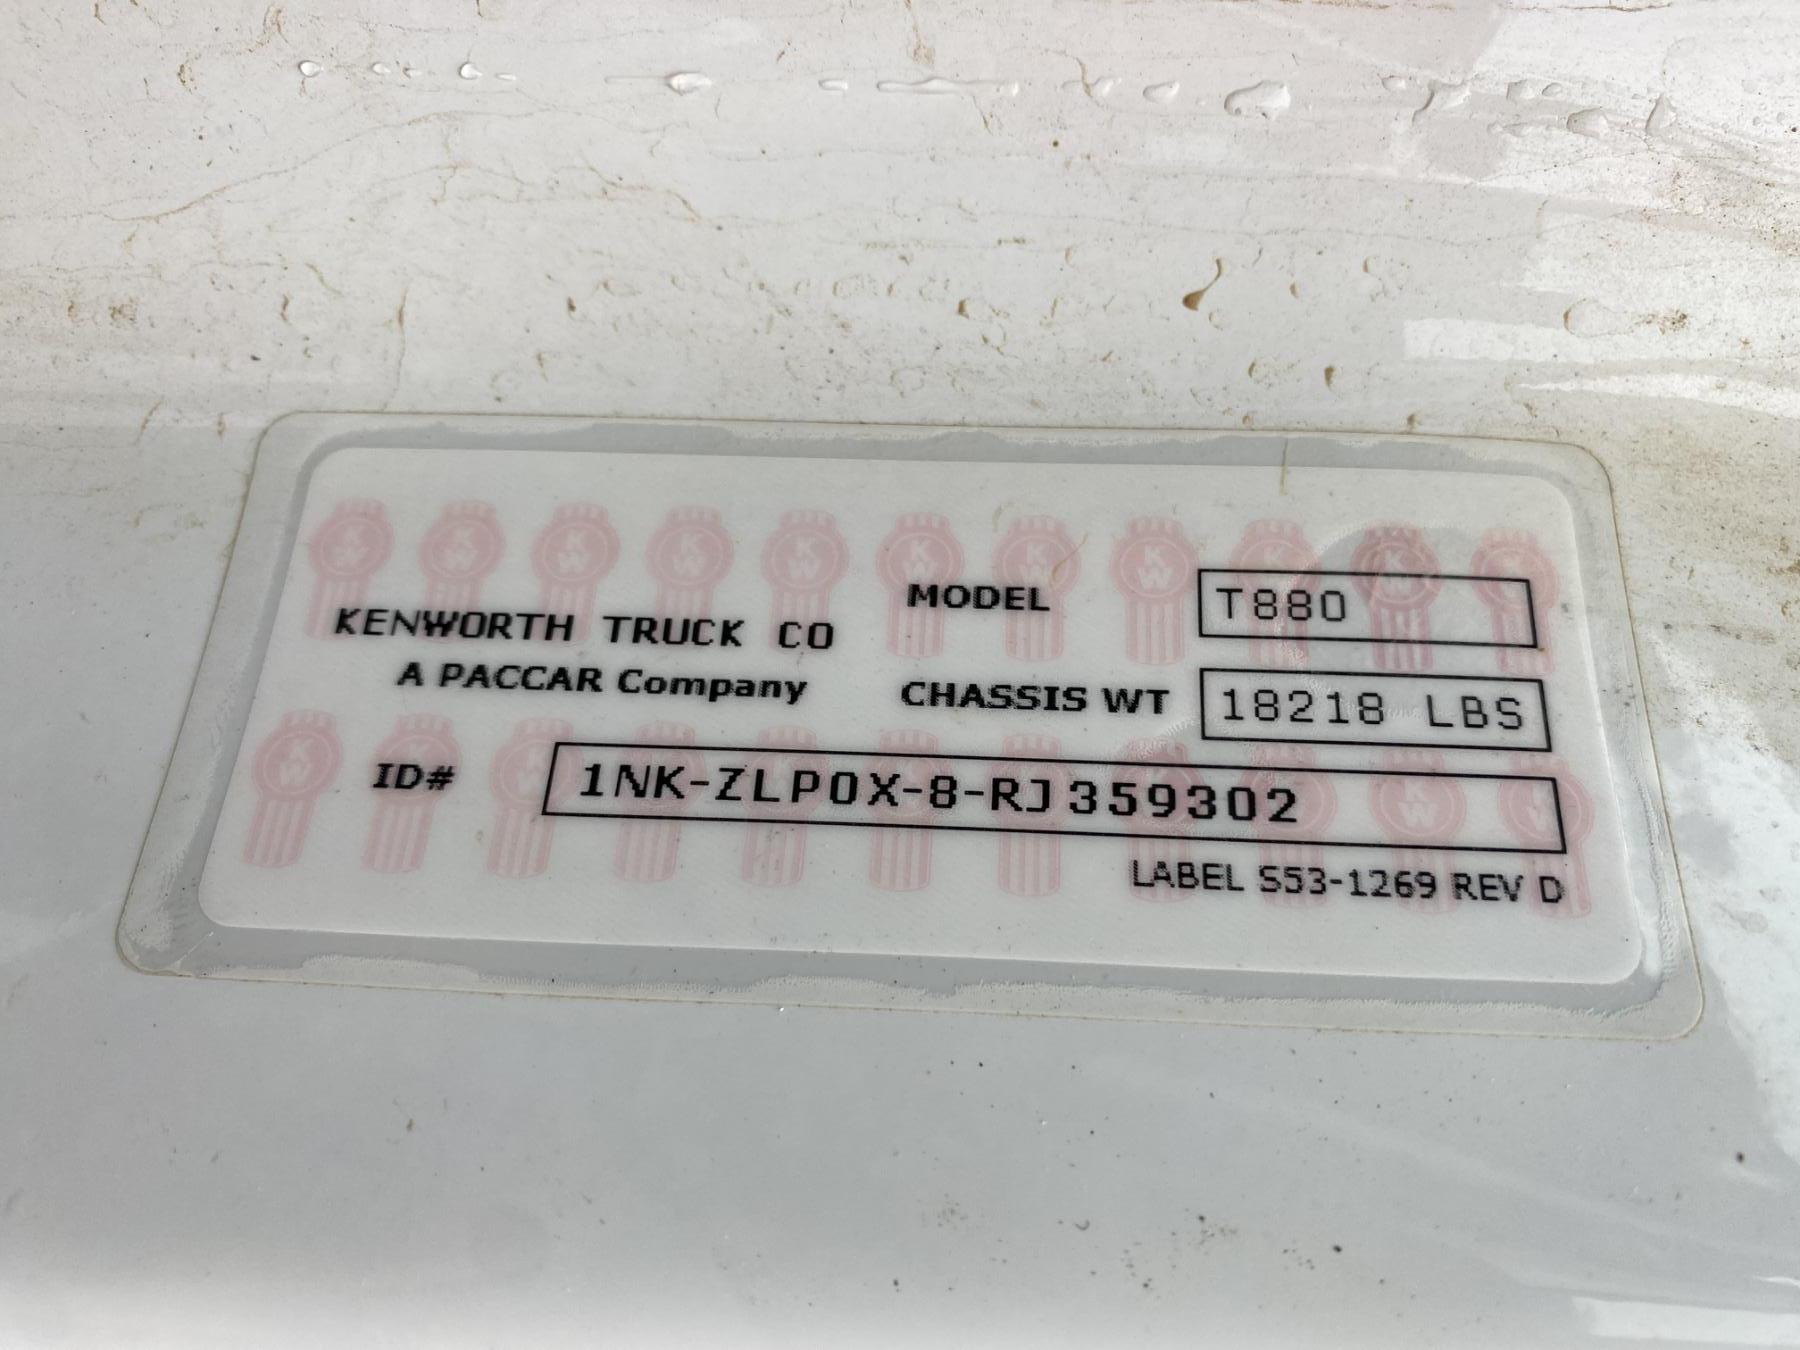 KENWORTH TRUCK CO
A PACCAR Company
MODEL T880
CHASSIS WT 18218 LBS
ID# 1NK-ZLP0X-8-RJ359302
LABEL S53-1269 REV D